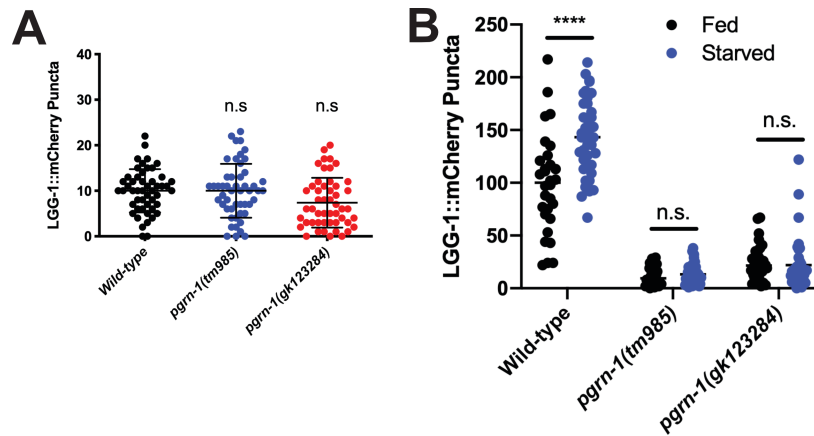 A
LGG-1::mCherry Puncta
40
30
20
10
0
n.s
n.s
Wild-type
pgrn-1(tm985)
pgrn-1(gk123284)
B
LGG-1::mCherry Puncta
250
200
150
100
50
0
****
Fed
Starved
n.s.
n.s.
Wild-type
pgrn-1(tm985)
pgrn-1(gk123284)